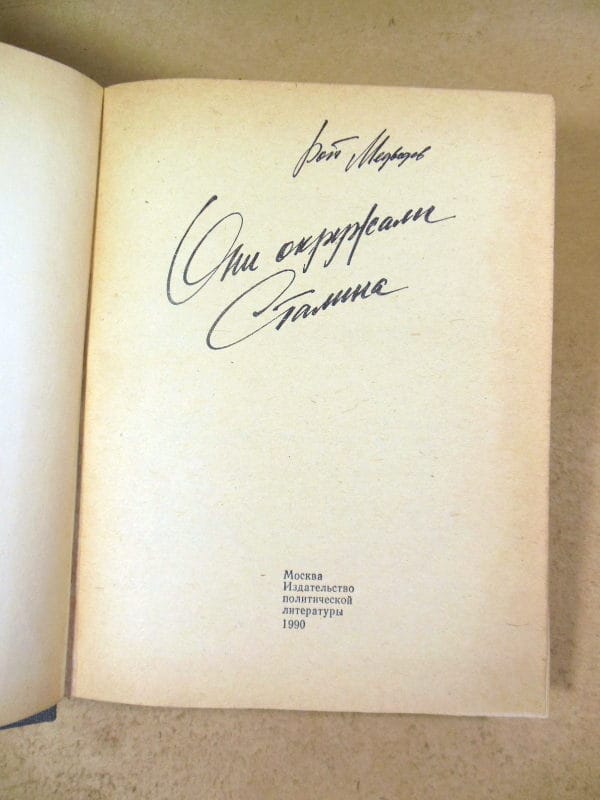 Рой Медведев
Они окружали
Сталина
Москва
Издательство
политической
литературы
1990